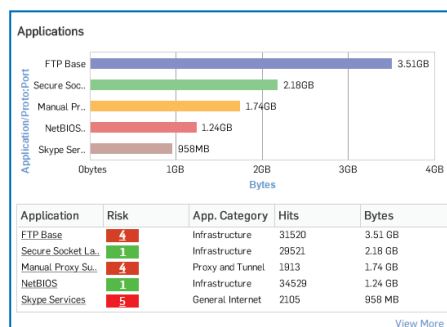 Applications
FTP Base
3.51GB
Secure Soc..
2.18GB
Manual Pr..
1.74GB
NetBIOS..
1.24GB
Skype Ser..
958MB
Application/Proto:Port
0bytes 1GB 2GB 3GB 4GB
Bytes
Application Risk App. Category Hits Bytes
FTP Base 4 Infrastructure 31520 3.51 GB
Secure Socket La.. 1 Infrastructure 29521 2.18 GB
Manual Proxy Su.. 4 Proxy and Tunnel 1913 1.74 GB
NetBIOS 1 Infrastructure 34529 1.24 GB
Skype Services 5 General Internet 2105 958 MB
View More